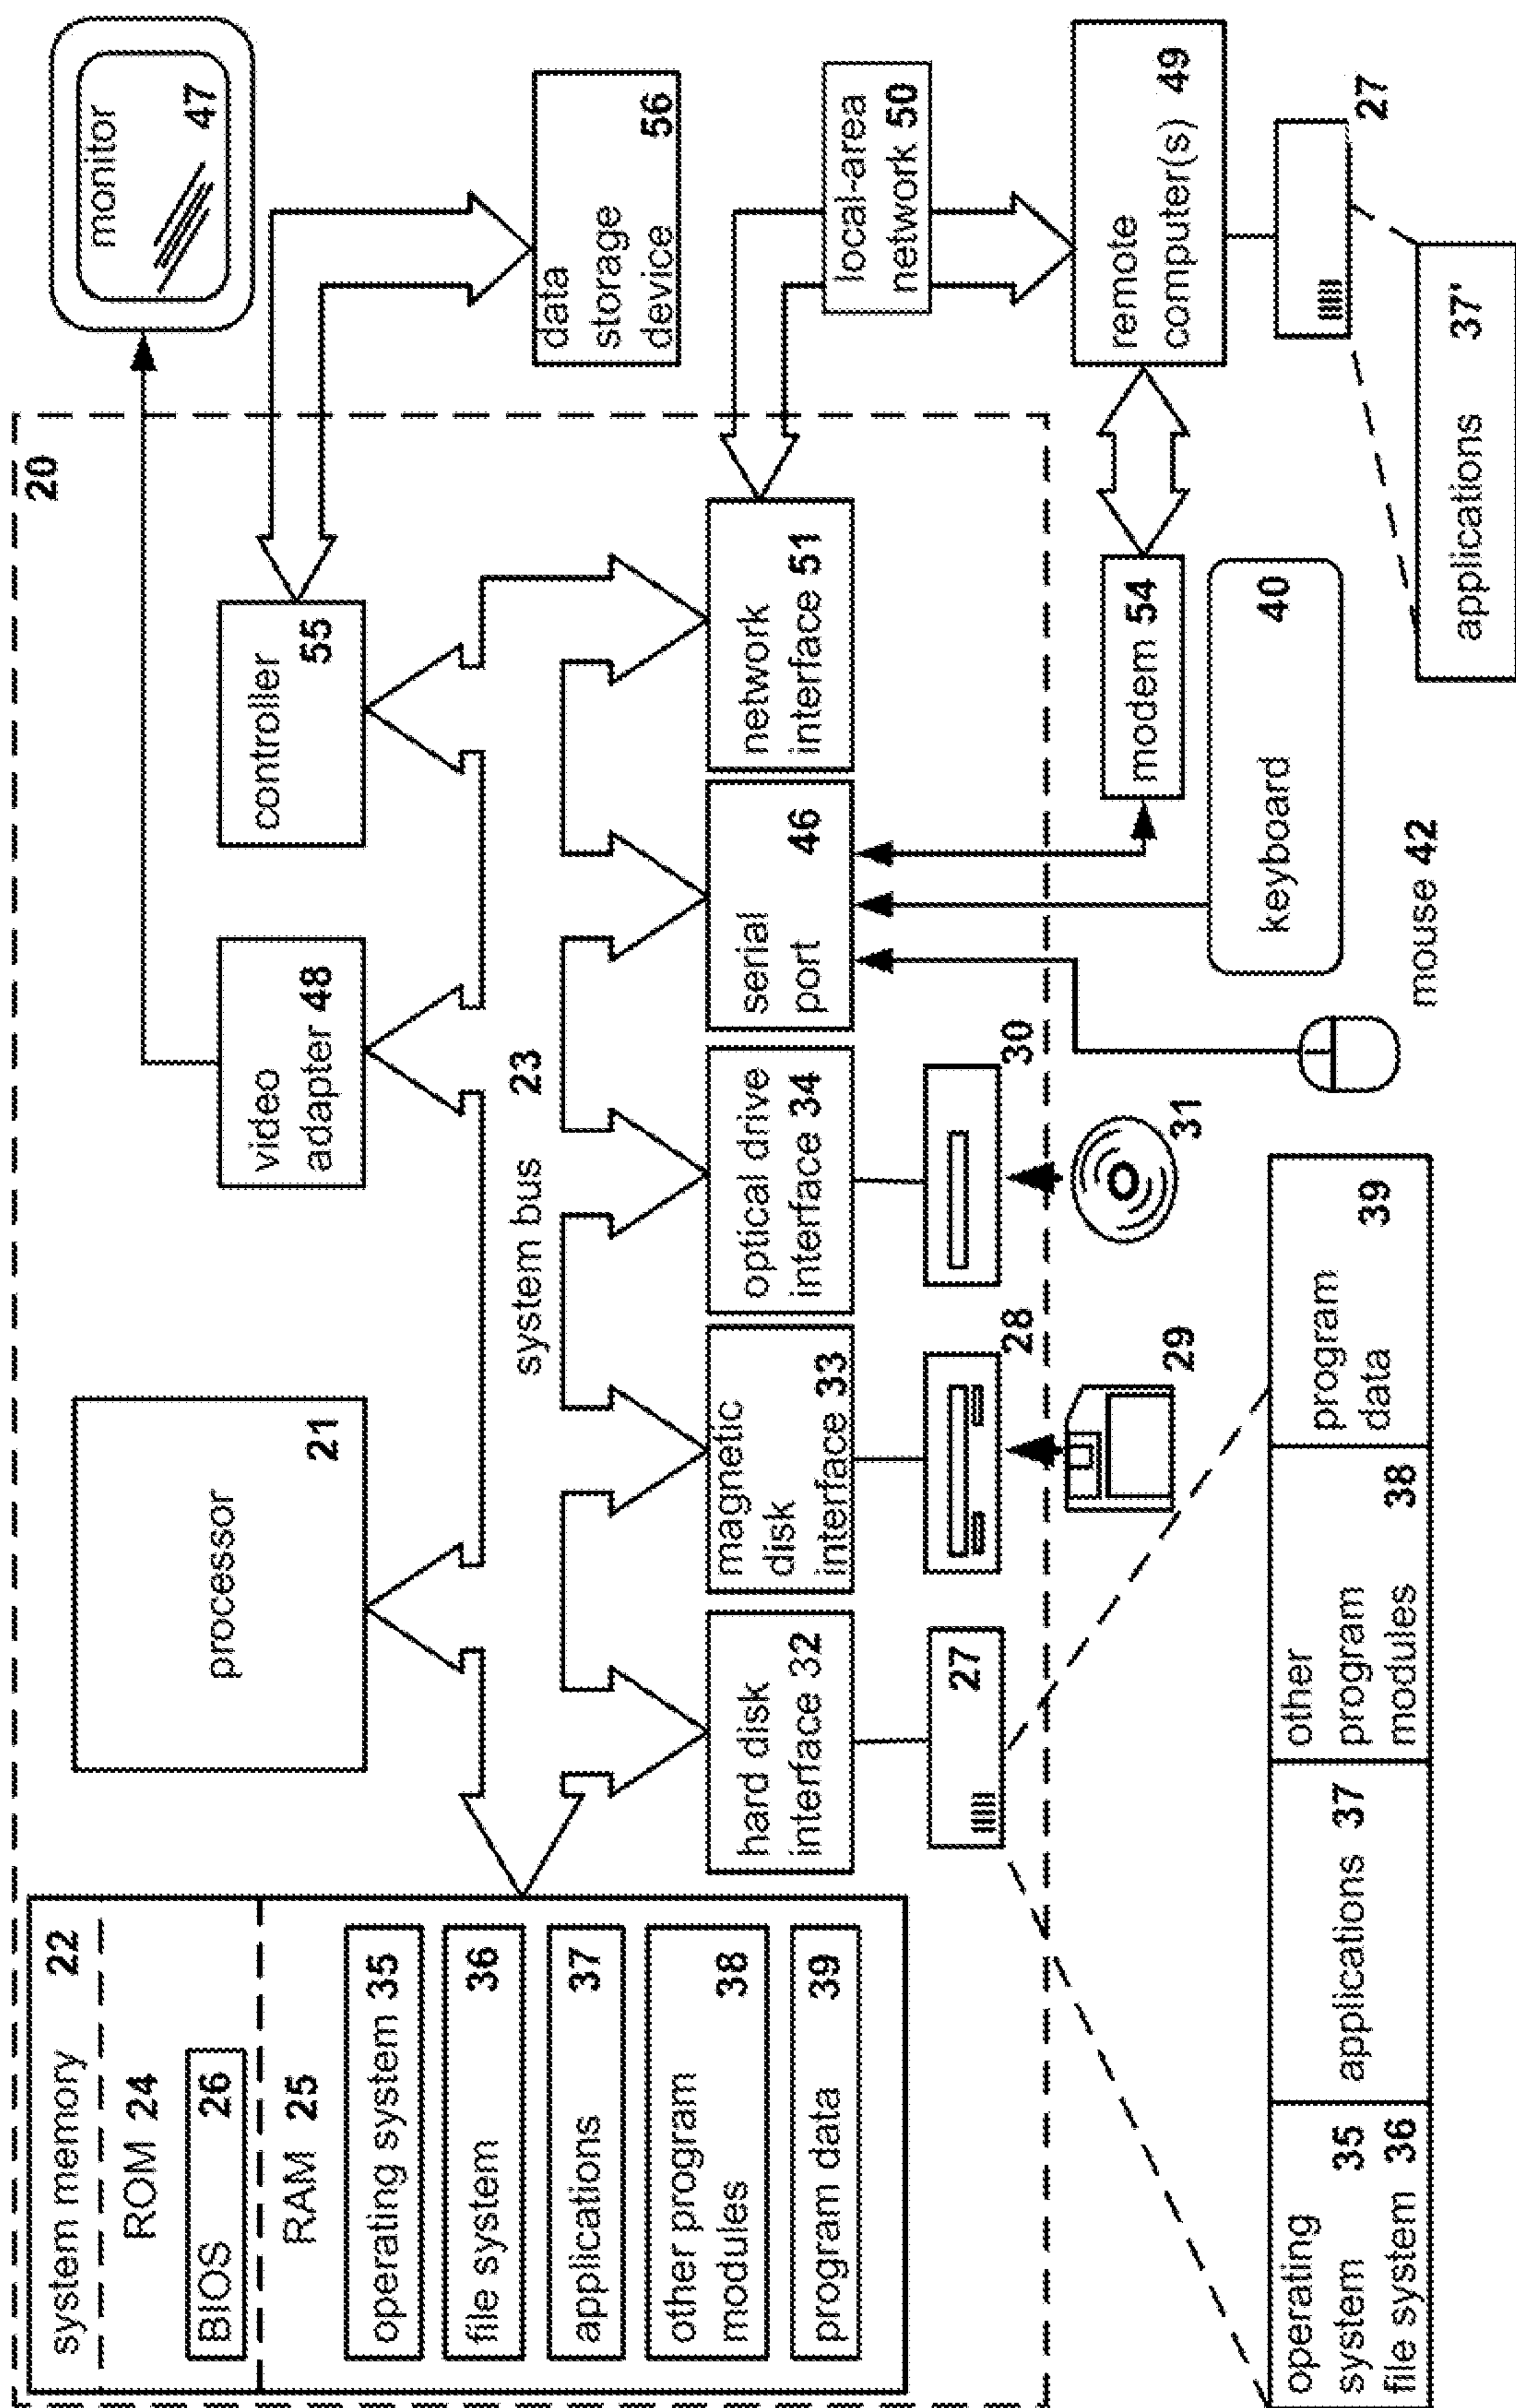 20
system memory 22
ROM 24
BIOS 26
RAM 25
operating system 35
file system 36
applications 37
other program
modules 38
program data 39
processor
21
video
adapter 48
controller
55
monitor
47
system bus 23
data
storage
device 56
hard disk
interface 32
magnetic
disk
interface 33
optical drive
interface 34
serial
port 46
network
interface 51
local-area
network 50
27
28
30
29
31
modem 54
remote
computer(s) 49
27
keyboard 40
mouse 42
applications 37'
operating
system 35
file system 36
applications 37
other
program
modules 38
program
data 39